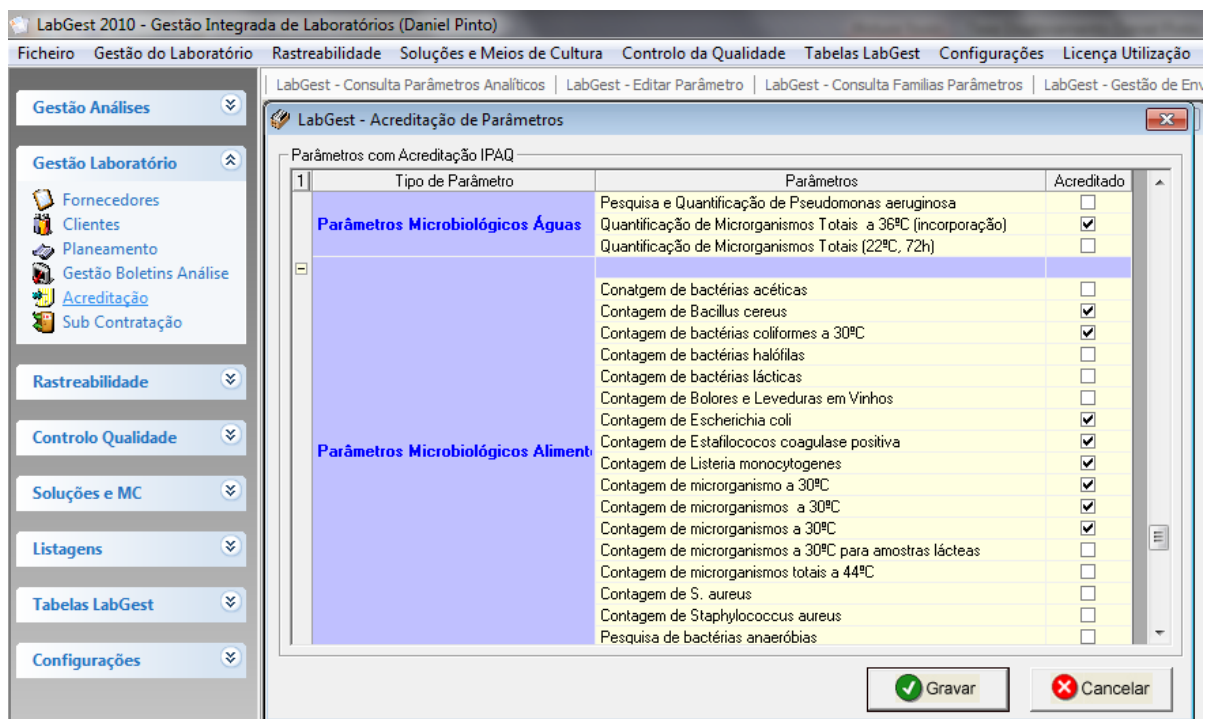 LabGest 2010 - Gestão Integrada de Laboratórios (Daniel Pinto)
Ficheiro Gestão do Laboratório Rastreabilidade Soluções e Meios de Cultura Controlo da Qualidade Tabelas LabGest Configurações Licença Utilização
LabGest - Consulta Parâmetros Analíticos | LabGest - Editar Parâmetro | LabGest - Consulta Familias Parâmetros | LabGest - Gestão de Env
Gestão Análises
Gestão Laboratório
Fornecedores
Clientes
Planeamento
Gestão Boletins Análise
Acreditação
Sub Contratação
Rastreabilidade
Controlo Qualidade
Soluções e MC
Listagens
Tabelas LabGest
Configurações
LabGest - Acreditação de Parâmetros
Parâmetros com Acreditação IPAQ
1 Tipo de Parâmetro Parâmetros Acreditado
Parâmetros Microbiológicos Águas
Pesquisa e Quantificação de Pseudomonas aeruginosa
Quantificação de Microrganismos Totais a 36ºC (incorporação)
Quantificação de Microrganismos Totais (22ºC, 72h)
Parâmetros Microbiológicos Aliment
Conatgem de bactérias acéticas
Contagem de Bacillus cereus
Contagem de bactérias coliformes a 30ºC
Contagem de bactérias halófilas
Contagem de bactérias lácticas
Contagem de Bolores e Leveduras em Vinhos
Contagem de Escherichia coli
Contagem de Estafilococos coagulase positiva
Contagem de Listeria monocytogenes
Contagem de microrganismo a 30ºC
Contagem de microrganismos a 30ºC
Contagem de microrganismos a 30ºC
Contagem de microrganismos a 30ºC para amostras lácteas
Contagem de microrganismos totais a 44ºC
Contagem de S. aureus
Contagem de Staphylococcus aureus
Pesquisa de bactérias anaeróbias
Gravar Cancelar